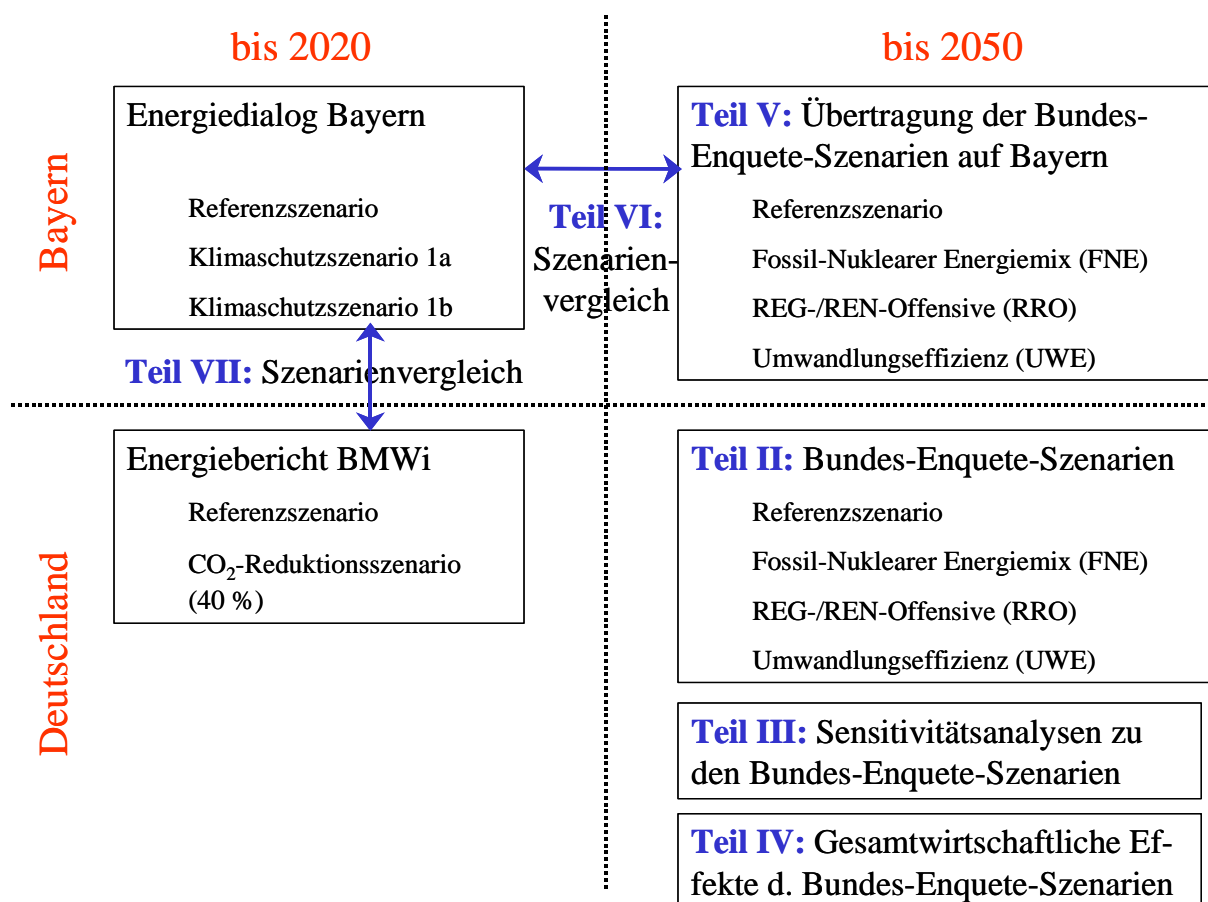 bis 2020
bis 2050
Bayern
Energiedialog Bayern
Referenzszenario
Klimaschutzszenario 1a
Klimaschutzszenario 1b
Teil VI:
Szenarien-
vergleich
Teil V: Übertragung der Bundes-
Enquete-Szenarien auf Bayern
Referenzszenario
Fossil-Nuklearer Energiemix (FNE)
REG-/REN-Offensive (RRO)
Umwandlungseffizienz (UWE)
Teil VII: Szenarienvergleich
Deutschland
Energiebericht BMWi
Referenzszenario
CO₂-Reduktionsszenario
(40 %)
Teil II: Bundes-Enquete-Szenarien
Referenzszenario
Fossil-Nuklearer Energiemix (FNE)
REG-/REN-Offensive (RRO)
Umwandlungseffizienz (UWE)
Teil III: Sensitivitätsanalysen zu
den Bundes-Enquete-Szenarien
Teil IV: Gesamtwirtschaftliche Ef-
fekte d. Bundes-Enquete-Szenarien